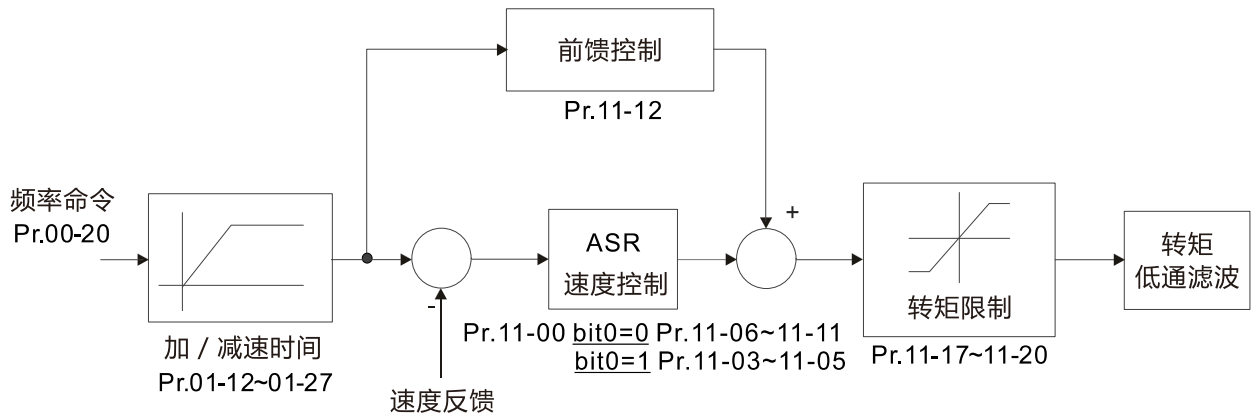 前馈控制
Pr.11-12
频率命令
Pr.00-20
+
ASR
速度控制
转矩限制
转矩
低通滤波
-
Pr.11-00 bit0=0 Pr.11-06~11-11
bit0=1 Pr.11-03~11-05
Pr.11-17~11-20
加 / 减速时间
Pr.01-12~01-27
速度反馈